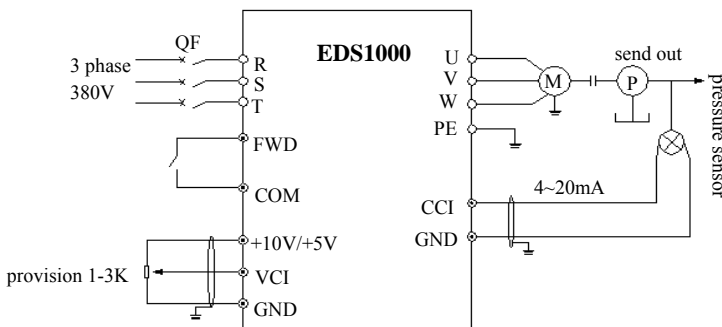 QF
3 phase
380V
R
S
T
FWD
COM
+10V/+5V
provision 1-3K
VCI
GND
EDS1000
U
V
W
PE
CCI
GND
M
send out
P
4~20mA
pressure sensor